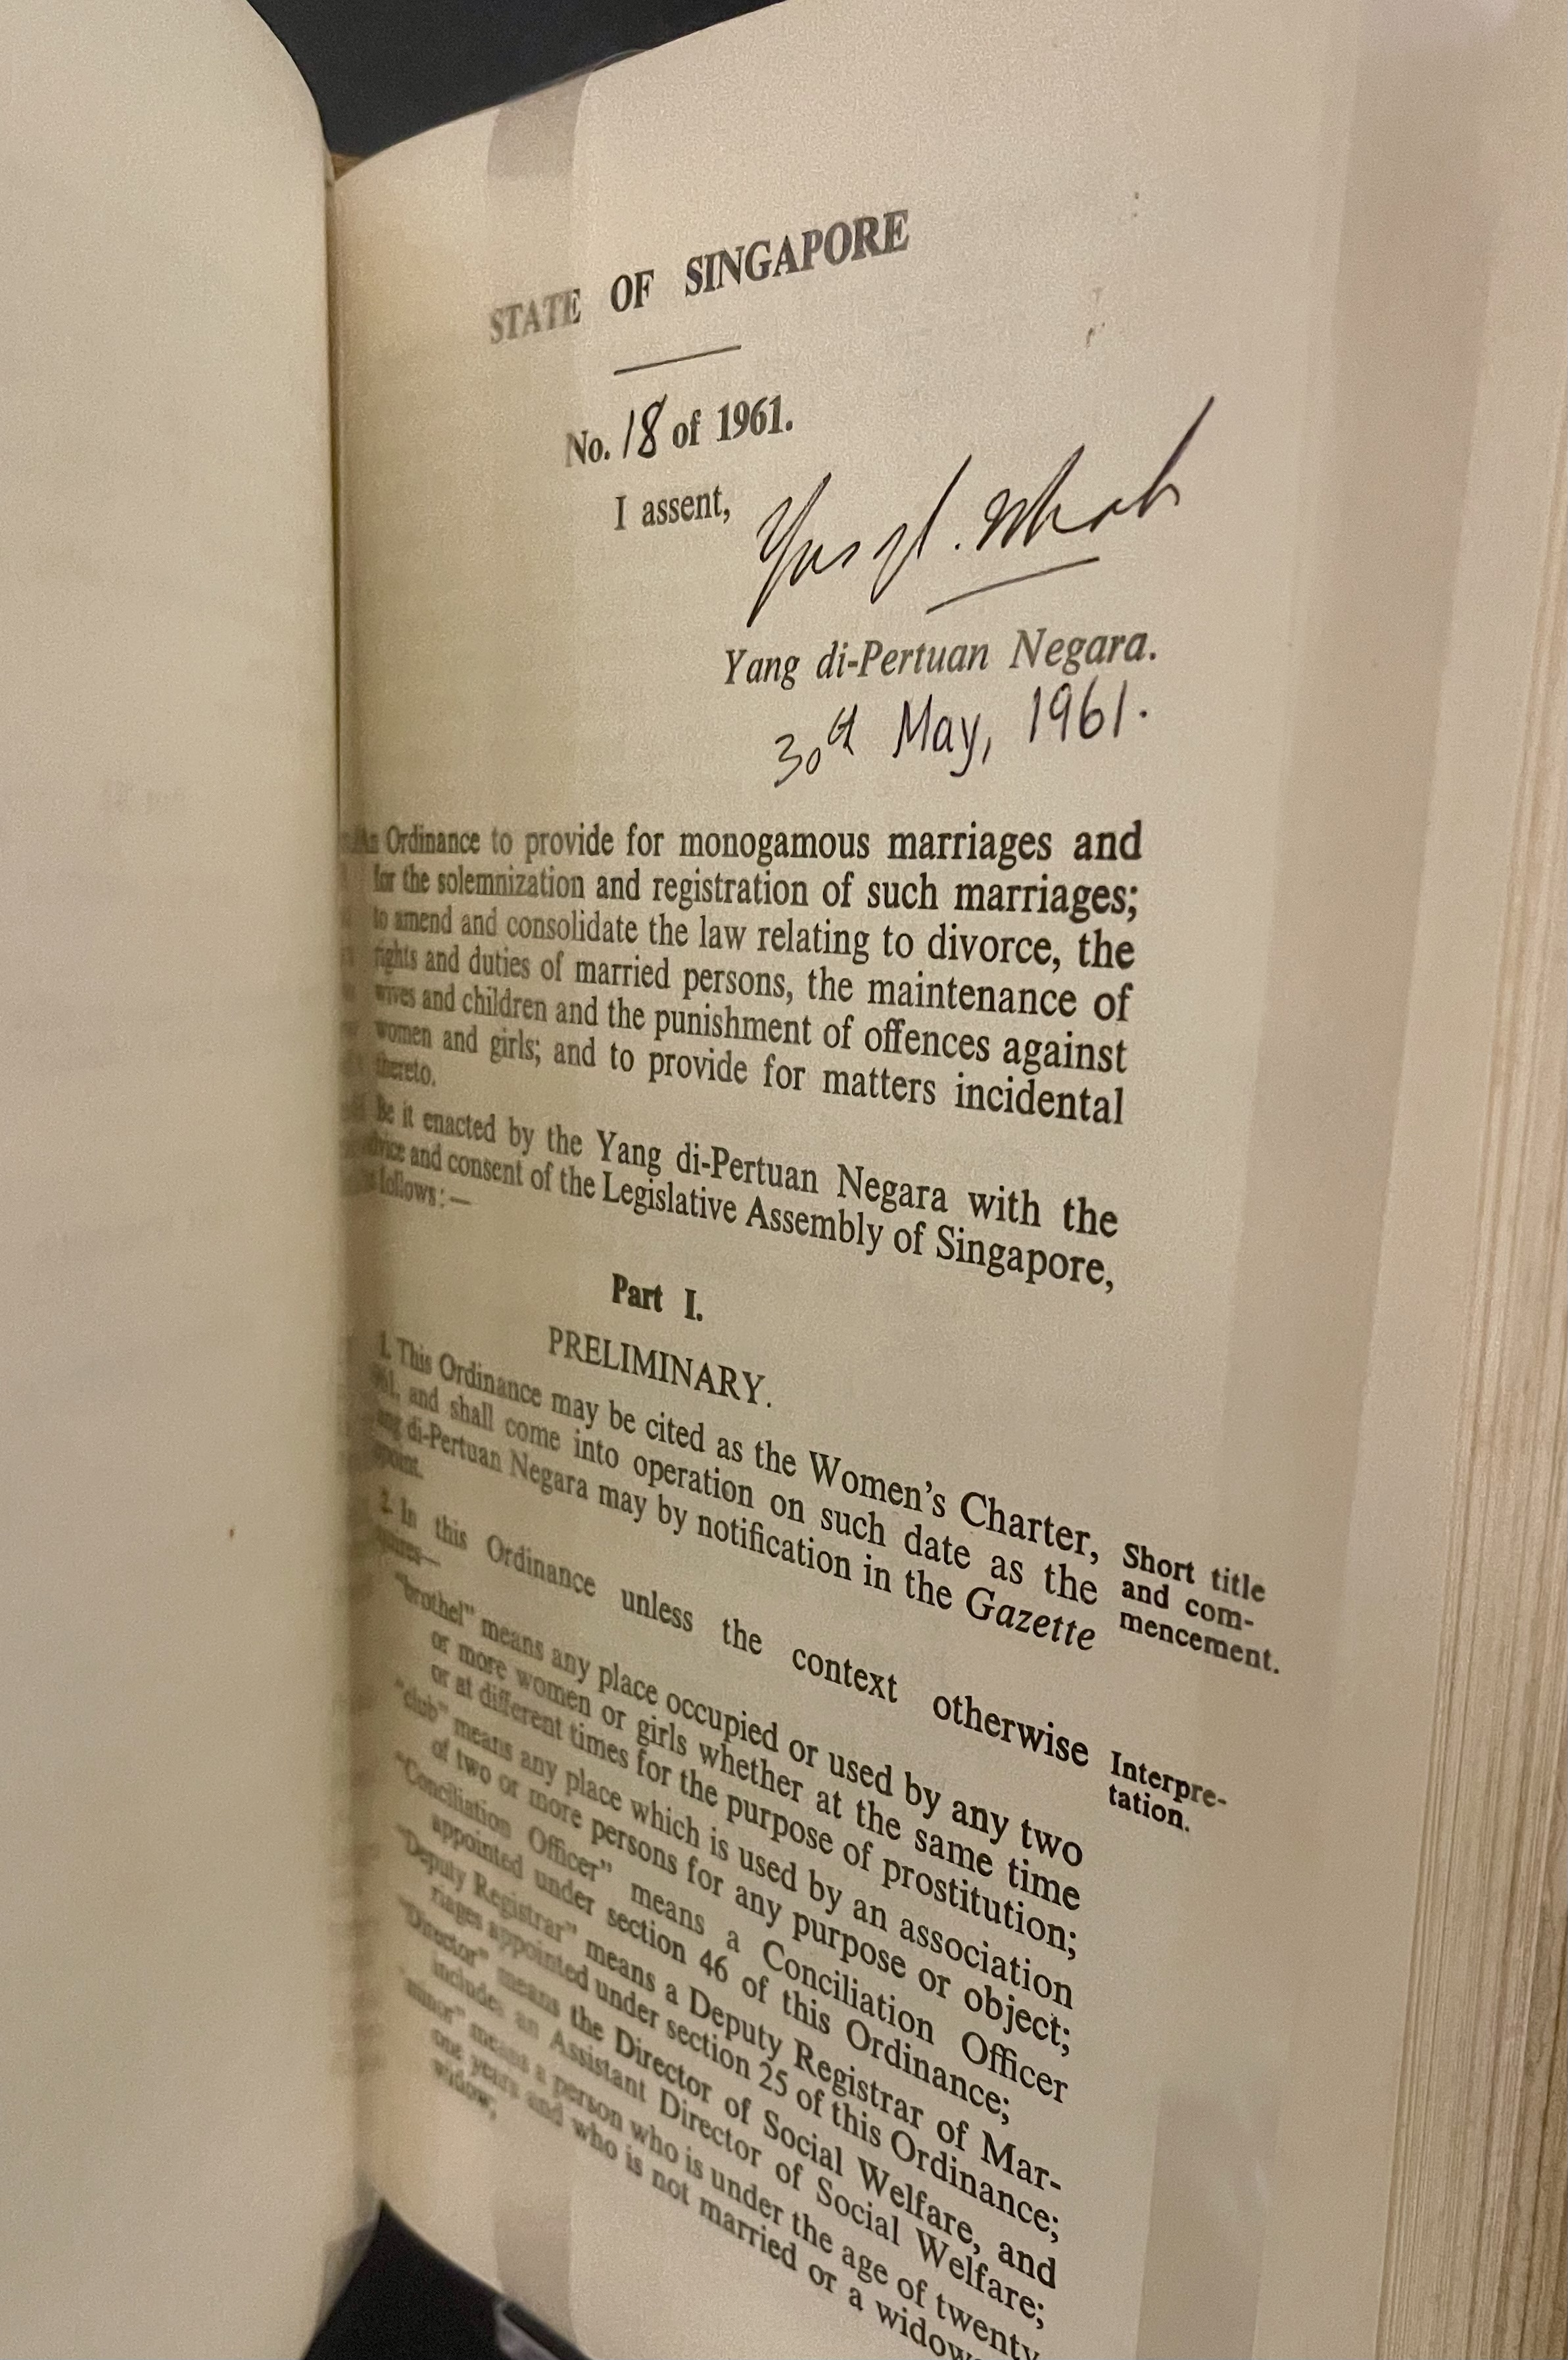 STATE OF SINGAPORE
No. 18 of 1961.
I assent,
Yang di-Pertuan Negara.
30th May, 1961.
An Ordinance to provide for monogamous marriages and
for the solemnization and registration of such marriages;
to amend and consolidate the law relating to divorce, the
rights and duties of married persons, the maintenance of
wives and children and the punishment of offences against
women and girls; and to provide for matters incidental
thereto.
Be it enacted by the Yang di-Pertuan Negara with the
advice and consent of the Legislative Assembly of Singapore,
as follows:—
Part I.
PRELIMINARY.
1. This Ordinance may be cited as the Women's Charter,
1961, and shall come into operation on such date as the
Yang di-Pertuan Negara may by notification in the Gazette
appoint.
Short title
and com-
mencement.
2. In this Ordinance unless the context otherwise
requires—
Interpre-
tation.
"brothel" means any place occupied or used by any two
or more women or girls whether at the same time
or at different times for the purpose of prostitution;
"club" means any place which is used by an association
of two or more persons for any purpose or object;
"Conciliation Officer" means a Conciliation Officer
appointed under section 46 of this Ordinance;
"Deputy Registrar" means a Deputy Registrar of Mar-
riages appointed under section 25 of this Ordinance;
"Director" means the Director of Social Welfare, and
includes an Assistant Director of Social Welfare;
"minor" means a person who is under the age of twenty
one years and who is not married or a widower
widow;